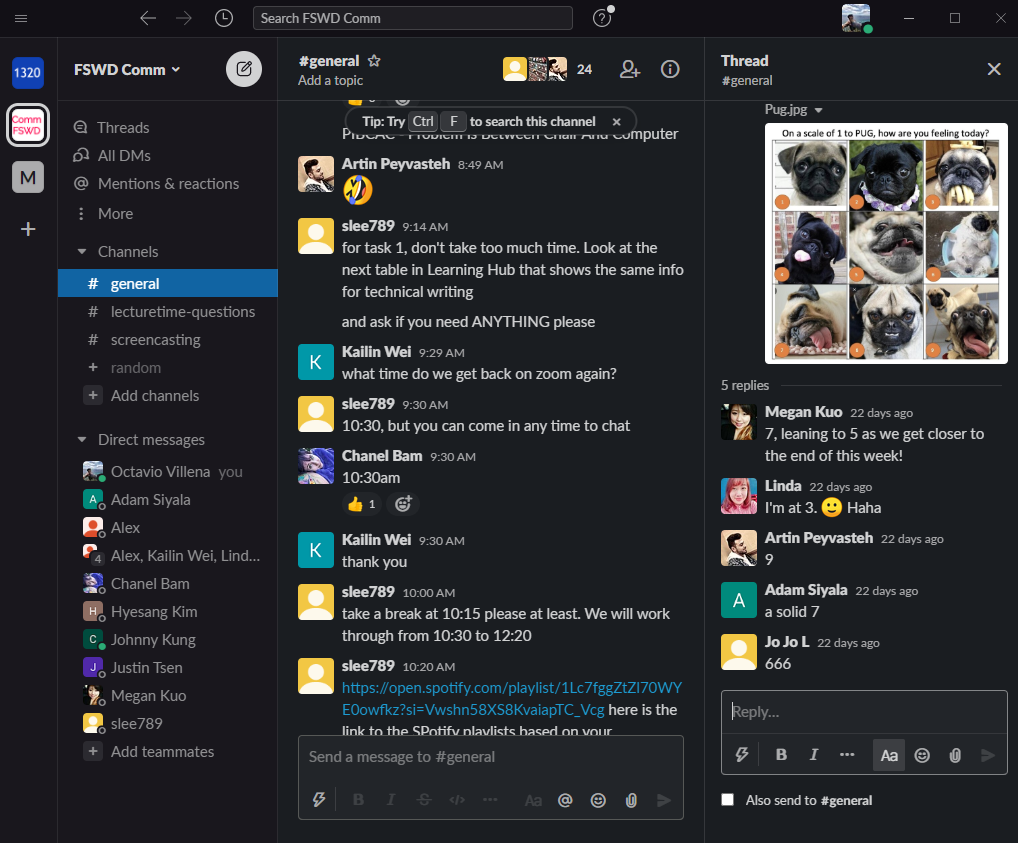 Search FSWD Comm
1320
Comm
FSWD
M
FSWD Comm
Threads
All DMs
Mentions & reactions
More
Channels
# general
# lecturetime-questions
# screencasting
+ random
+ Add channels
Direct messages
Octavio Villena you
A Adam Siyala
Alex
4 Alex, Kailin Wei, Lind...
Chanel Bam
H Hyesang Kim
C Johnny Kung
J Justin Tsen
Megan Kuo
slee789
+ Add teammates
#general
Add a topic
24
Tip: Try Ctrl F to search this channel
- Problem Is Between Chair And Computer
Artin Peyvasteh 8:49 AM
🤣
slee789 9:14 AM
for task 1, don't take too much time. Look at the
next table in Learning Hub that shows the same info
for technical writing
and ask if you need ANYTHING please
K
Kailin Wei 9:29 AM
what time do we get back on zoom again?
slee789 9:30 AM
10:30, but you can come in any time to chat
Chanel Bam 9:30 AM
10:30am
👍 1
K
Kailin Wei 9:30 AM
thank you
slee789 10:00 AM
take a break at 10:15 please at least. We will work
through from 10:30 to 12:20
slee789 10:20 AM
https://open.spotify.com/playlist/1Lc7fggZtZl70WY
E0owfkz?si=Vwshn58XS8KvaiapTC_Vcg here is the
link to the SPotify playlists based on your
Send a message to #general
B I S </> ... Aa @
Thread
#general
Pug.jpg
On a scale of 1 to PUG, how are you feeling today?
1 2 3
4 5 6
7 8 9
5 replies
Megan Kuo 22 days ago
7, leaning to 5 as we get closer to
the end of this week!
Linda 22 days ago
I'm at 3. 🙂 Haha
Artin Peyvasteh 22 days ago
9
A
Adam Siyala 22 days ago
a solid 7
Jo Jo L 22 days ago
666
Reply...
B I ... Aa
Also send to #general